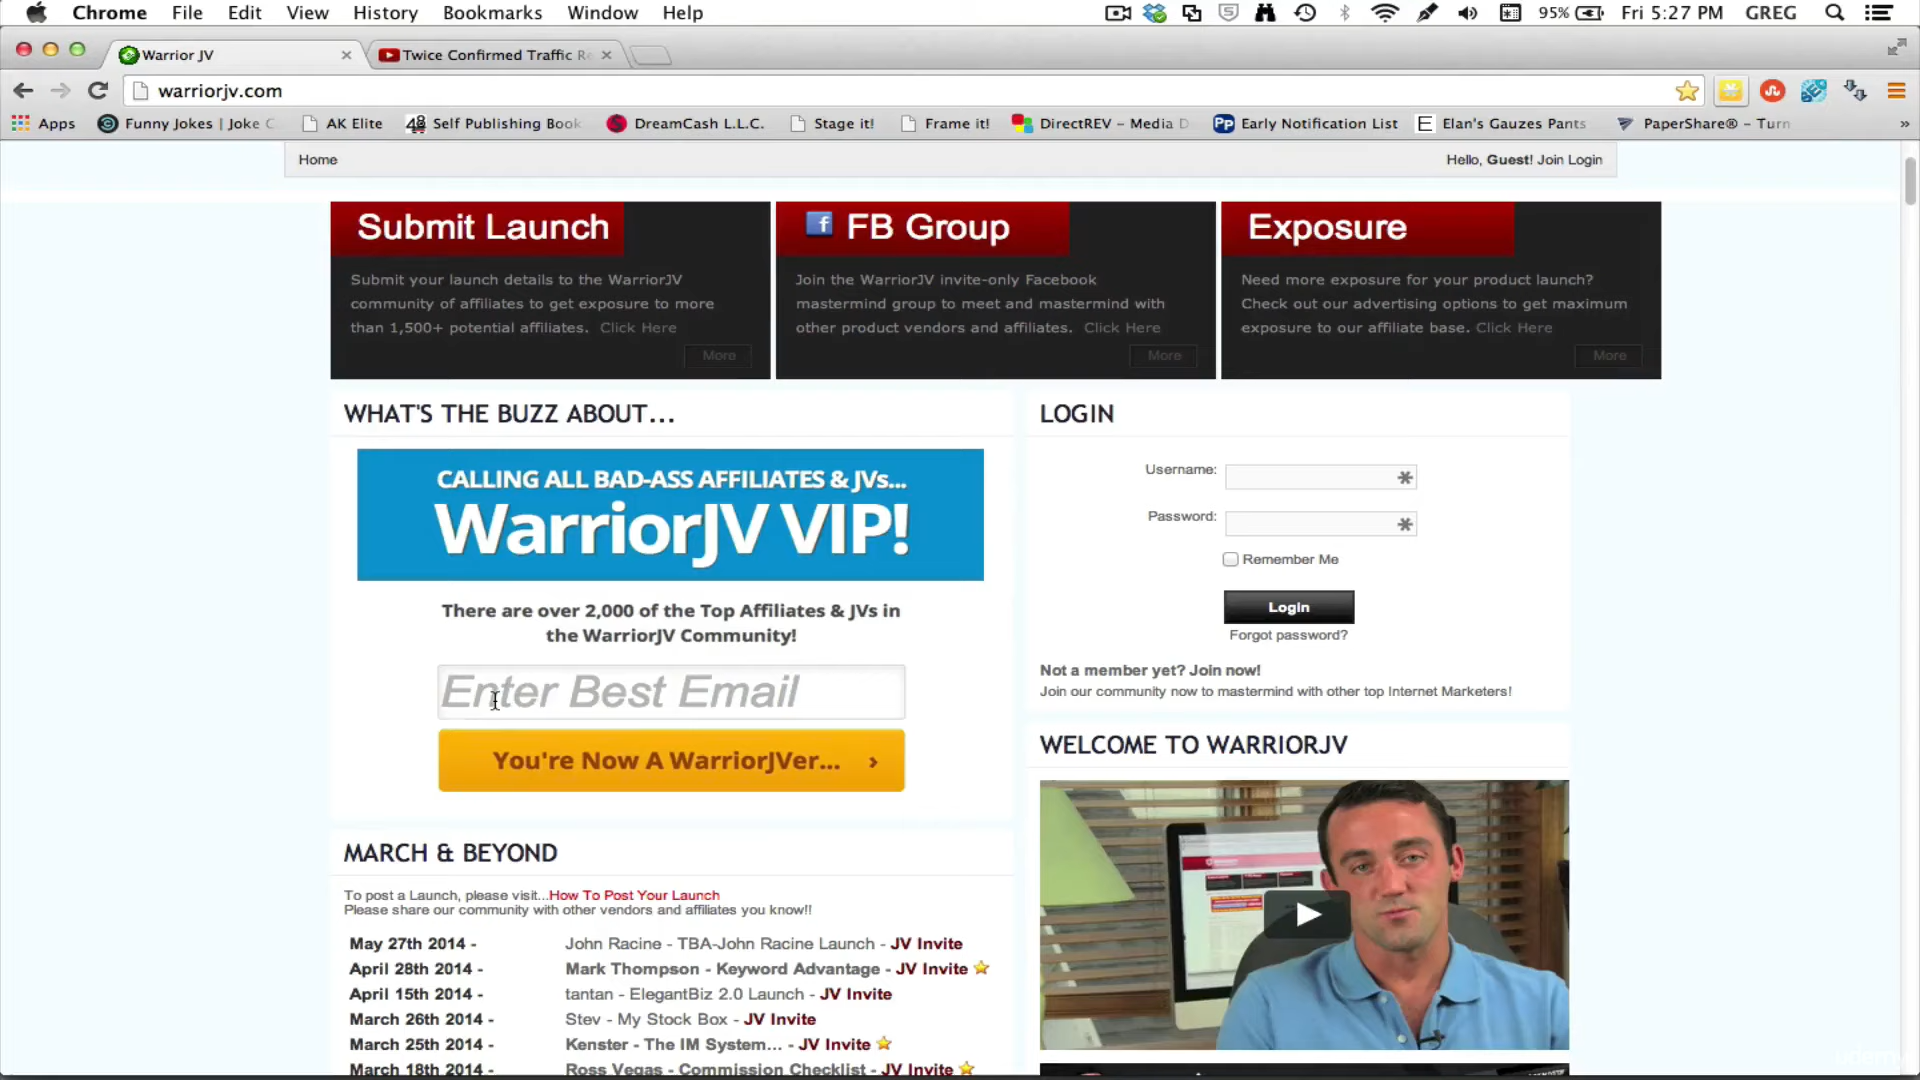 Chrome File Edit View History Bookmarks Window Help 95% Fri 5:27 PM GREG
Warrior JV Twice Confirmed Traffic Re
warriorjv.com
Apps Funny Jokes | Joke C AK Elite 48 Self Publishing Book DreamCash L.L.C. Stage it! Frame it! DirectREV - Media D Pp Early Notification List E Elan's Gauzes Pants PaperShare® - Turn »
Home Hello, Guest! Join Login
Submit Launch
Submit your launch details to the WarriorJV
community of affiliates to get exposure to more
than 1,500+ potential affiliates. Click Here
More
f FB Group
Join the WarriorJV invite-only Facebook
mastermind group to meet and mastermind with
other product vendors and affiliates. Click Here
More
Exposure
Need more exposure for your product launch?
Check out our advertising options to get maximum
exposure to our affiliate base. Click Here
More
WHAT'S THE BUZZ ABOUT...
CALLING ALL BAD-ASS AFFILIATES & JVs...
WarriorJV VIP!
There are over 2,000 of the Top Affiliates & JVs in
the WarriorJV Community!
Enter Best Email
You're Now A WarriorJVer... ›
MARCH & BEYOND
To post a Launch, please visit...How To Post Your Launch
Please share our community with other vendors and affiliates you know!!
May 27th 2014 - John Racine - TBA-John Racine Launch - JV Invite
April 28th 2014 - Mark Thompson - Keyword Advantage - JV Invite
April 15th 2014 - tantan - ElegantBiz 2.0 Launch - JV Invite
March 26th 2014 - Stev - My Stock Box - JV Invite
March 25th 2014 - Kenster - The IM System... - JV Invite
March 18th 2014 - Ross Vegas - Commission Checklist - JV Invite
LOGIN
Username:
Password:
Remember Me
Login
Forgot password?
Not a member yet? Join now!
Join our community now to mastermind with other top Internet Marketers!
WELCOME TO WARRIORJV
udemy